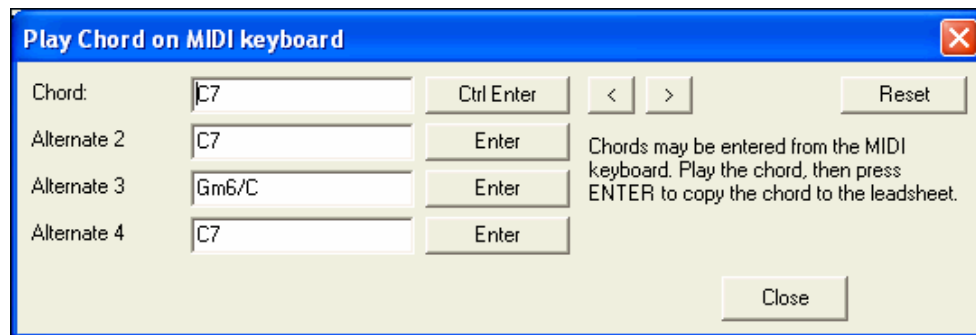 Play Chord on MIDI keyboard
Chord: C7 Ctrl Enter < > Reset
Alternate 2 C7 Enter
Chords may be entered from the MIDI
keyboard. Play the chord, then press
ENTER to copy the chord to the leadsheet.
Alternate 3 Gm6/C Enter
Alternate 4 C7 Enter
Close